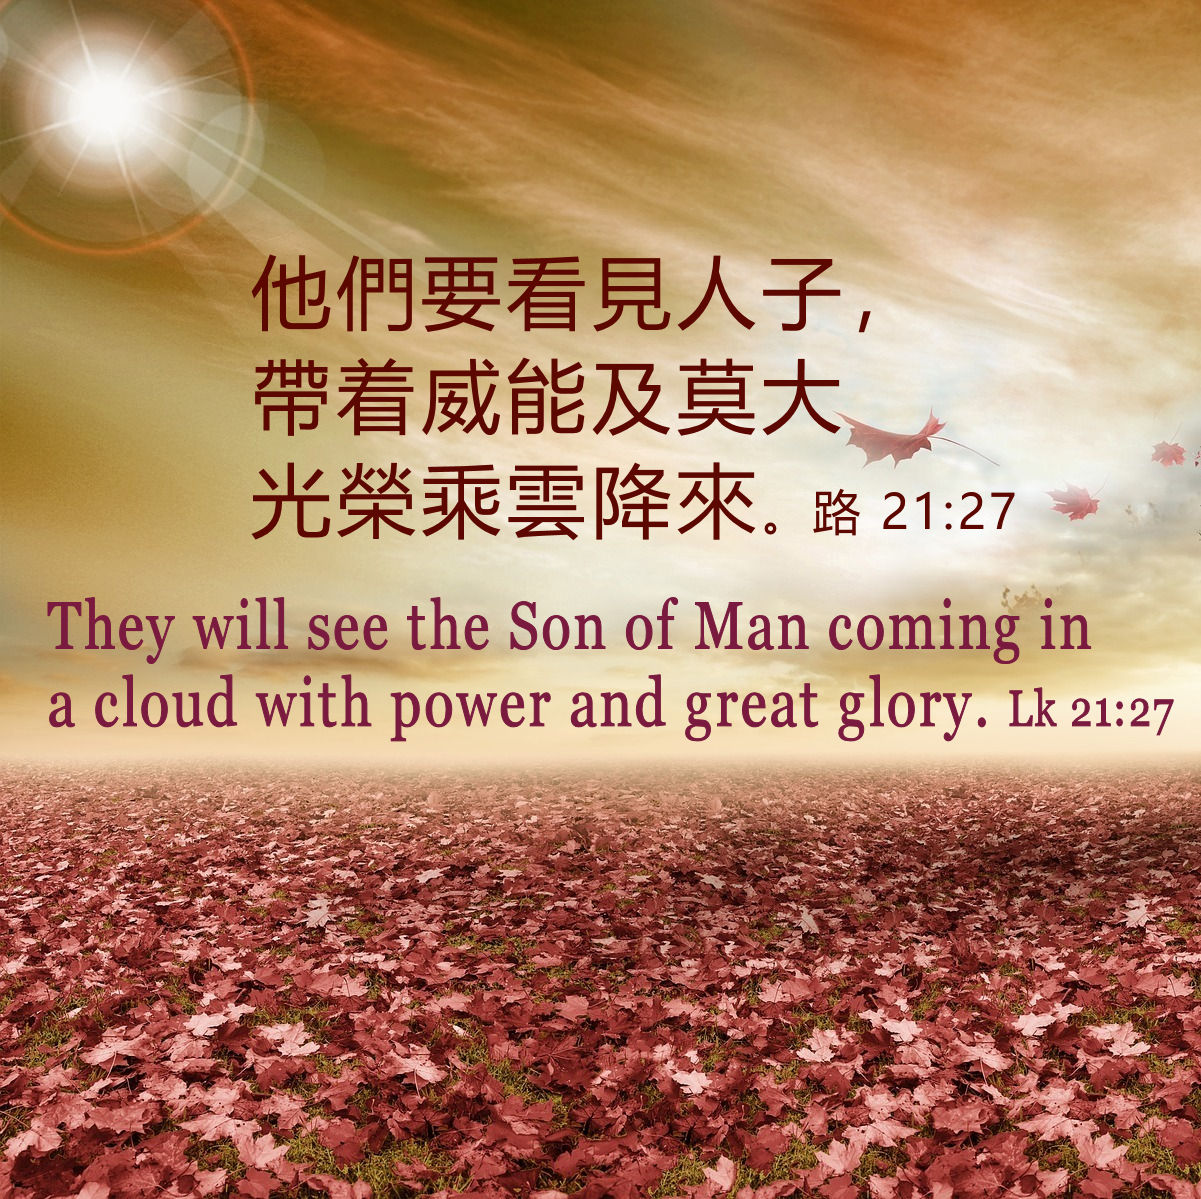 他們要看見人子，
帶着威能及莫大
光榮乘雲降來。路 21:27
They will see the Son of Man coming in
a cloud with power and great glory. Lk 21:27